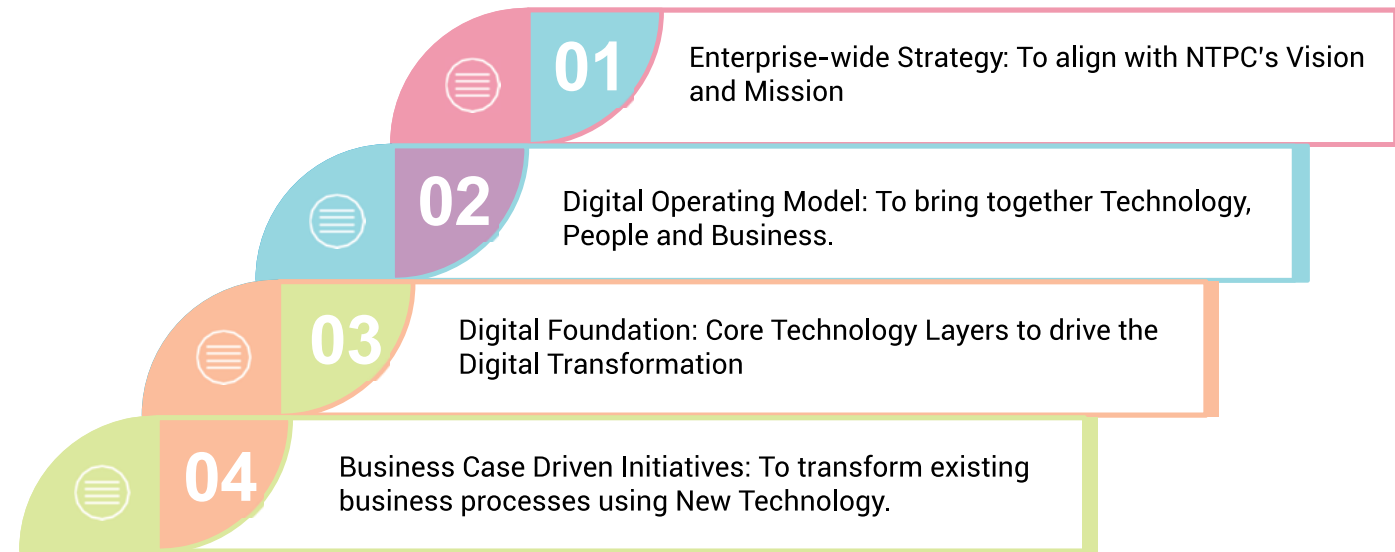 01
Enterprise-wide Strategy: To align with NTPC's Vision
and Mission
02
Digital Operating Model: To bring together Technology,
People and Business.
03
Digital Foundation: Core Technology Layers to drive the
Digital Transformation
04
Business Case Driven Initiatives: To transform existing
business processes using New Technology.